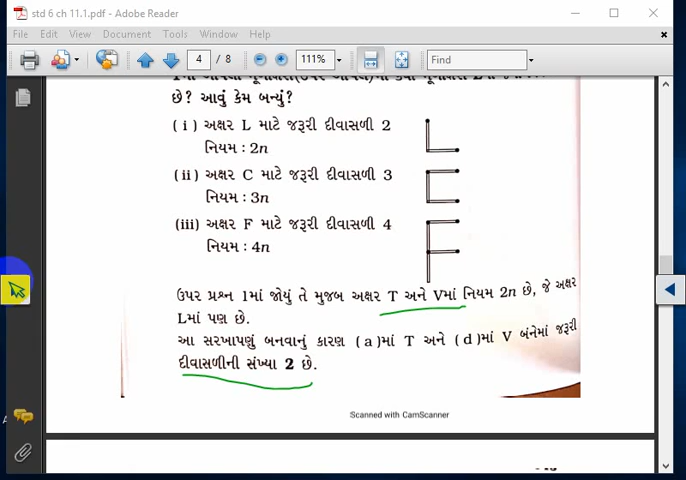 std 6 ch 11.1.pdf - Adobe Reader
File Edit View Document Tools Window Help
4 / 8 111% Find
છે? આવું કેમ બન્યું?
(i) અક્ષર L માટે જરૂરી દીવાસળી 2
નિયમ : 2n
(ii) અક્ષર C માટે જરૂરી દીવાસળી 3
નિયમ : 3n
(iii) અક્ષર F માટે જરૂરી દીવાસળી 4
નિયમ : 4n
ઉપર પ્રશ્ન 1માં જોયું તે મુજબ અક્ષર T અને Vમાં નિયમ 2n છે, જે અક્ષર
Lમાં પણ છે.
આ સરખાપણું બનવાનું કારણ (a)માં T અને (d)માં V બંનેમાં જરૂરી
દીવાસળીની સંખ્યા 2 છે.
Scanned with CamScanner